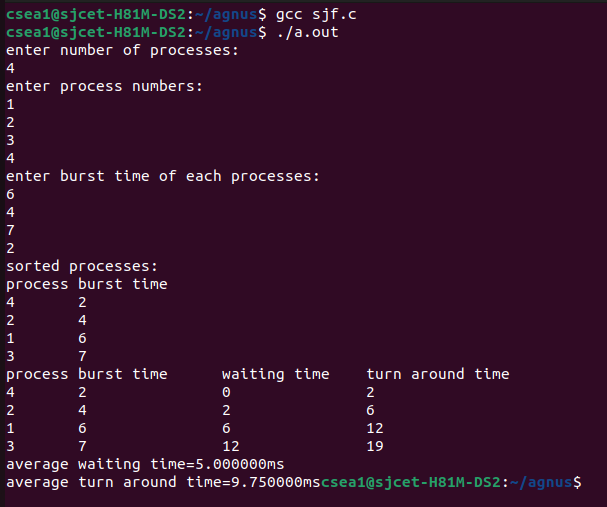 csea1@sjcet-H81M-DS2:~/agnus$ gcc sjf.c
csea1@sjcet-H81M-DS2:~/agnus$ ./a.out
enter number of processes:
4
enter process numbers:
1
2
3
4
enter burst time of each processes:
6
4
7
2
sorted processes:
process burst time
4       2
2       4
1       6
3       7
process burst time      waiting time    turn around time
4       2               0               2
2       4               2               6
1       6               6               12
3       7               12              19
average waiting time=5.000000ms
average turn around time=9.750000mscsea1@sjcet-H81M-DS2:~/agnus$